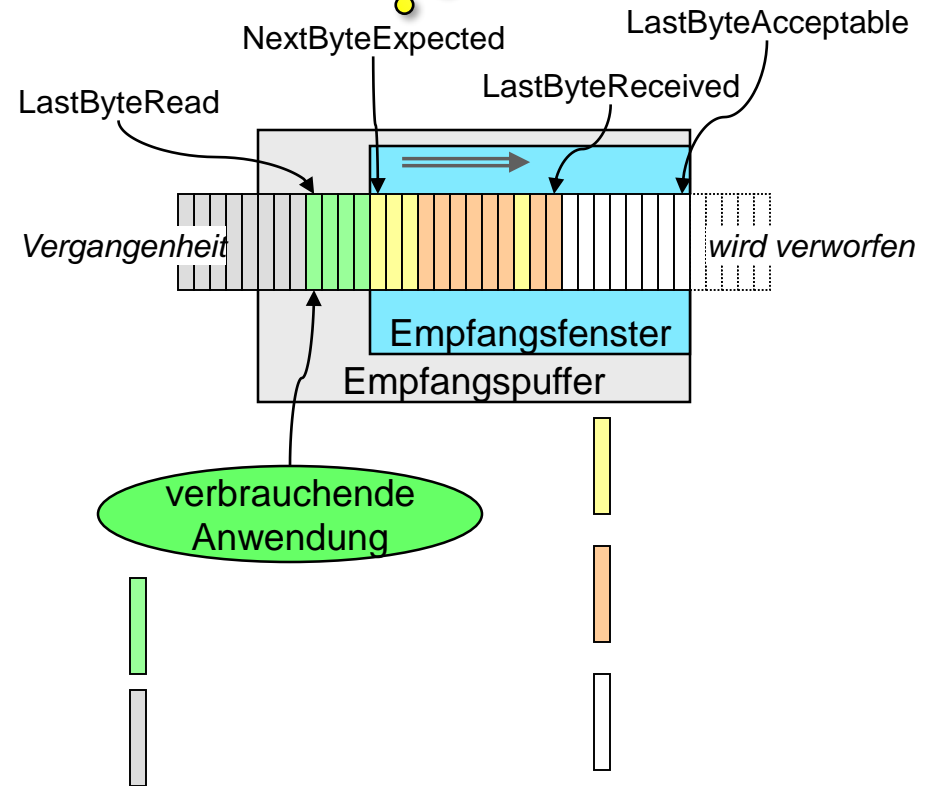 LastByteAcceptable
NextByteExpected
LastByteReceived
LastByteRead
Vergangenheit
wird verworfen
Empfangsfenster
Empfangspuffer
verbrauchende
Anwendung